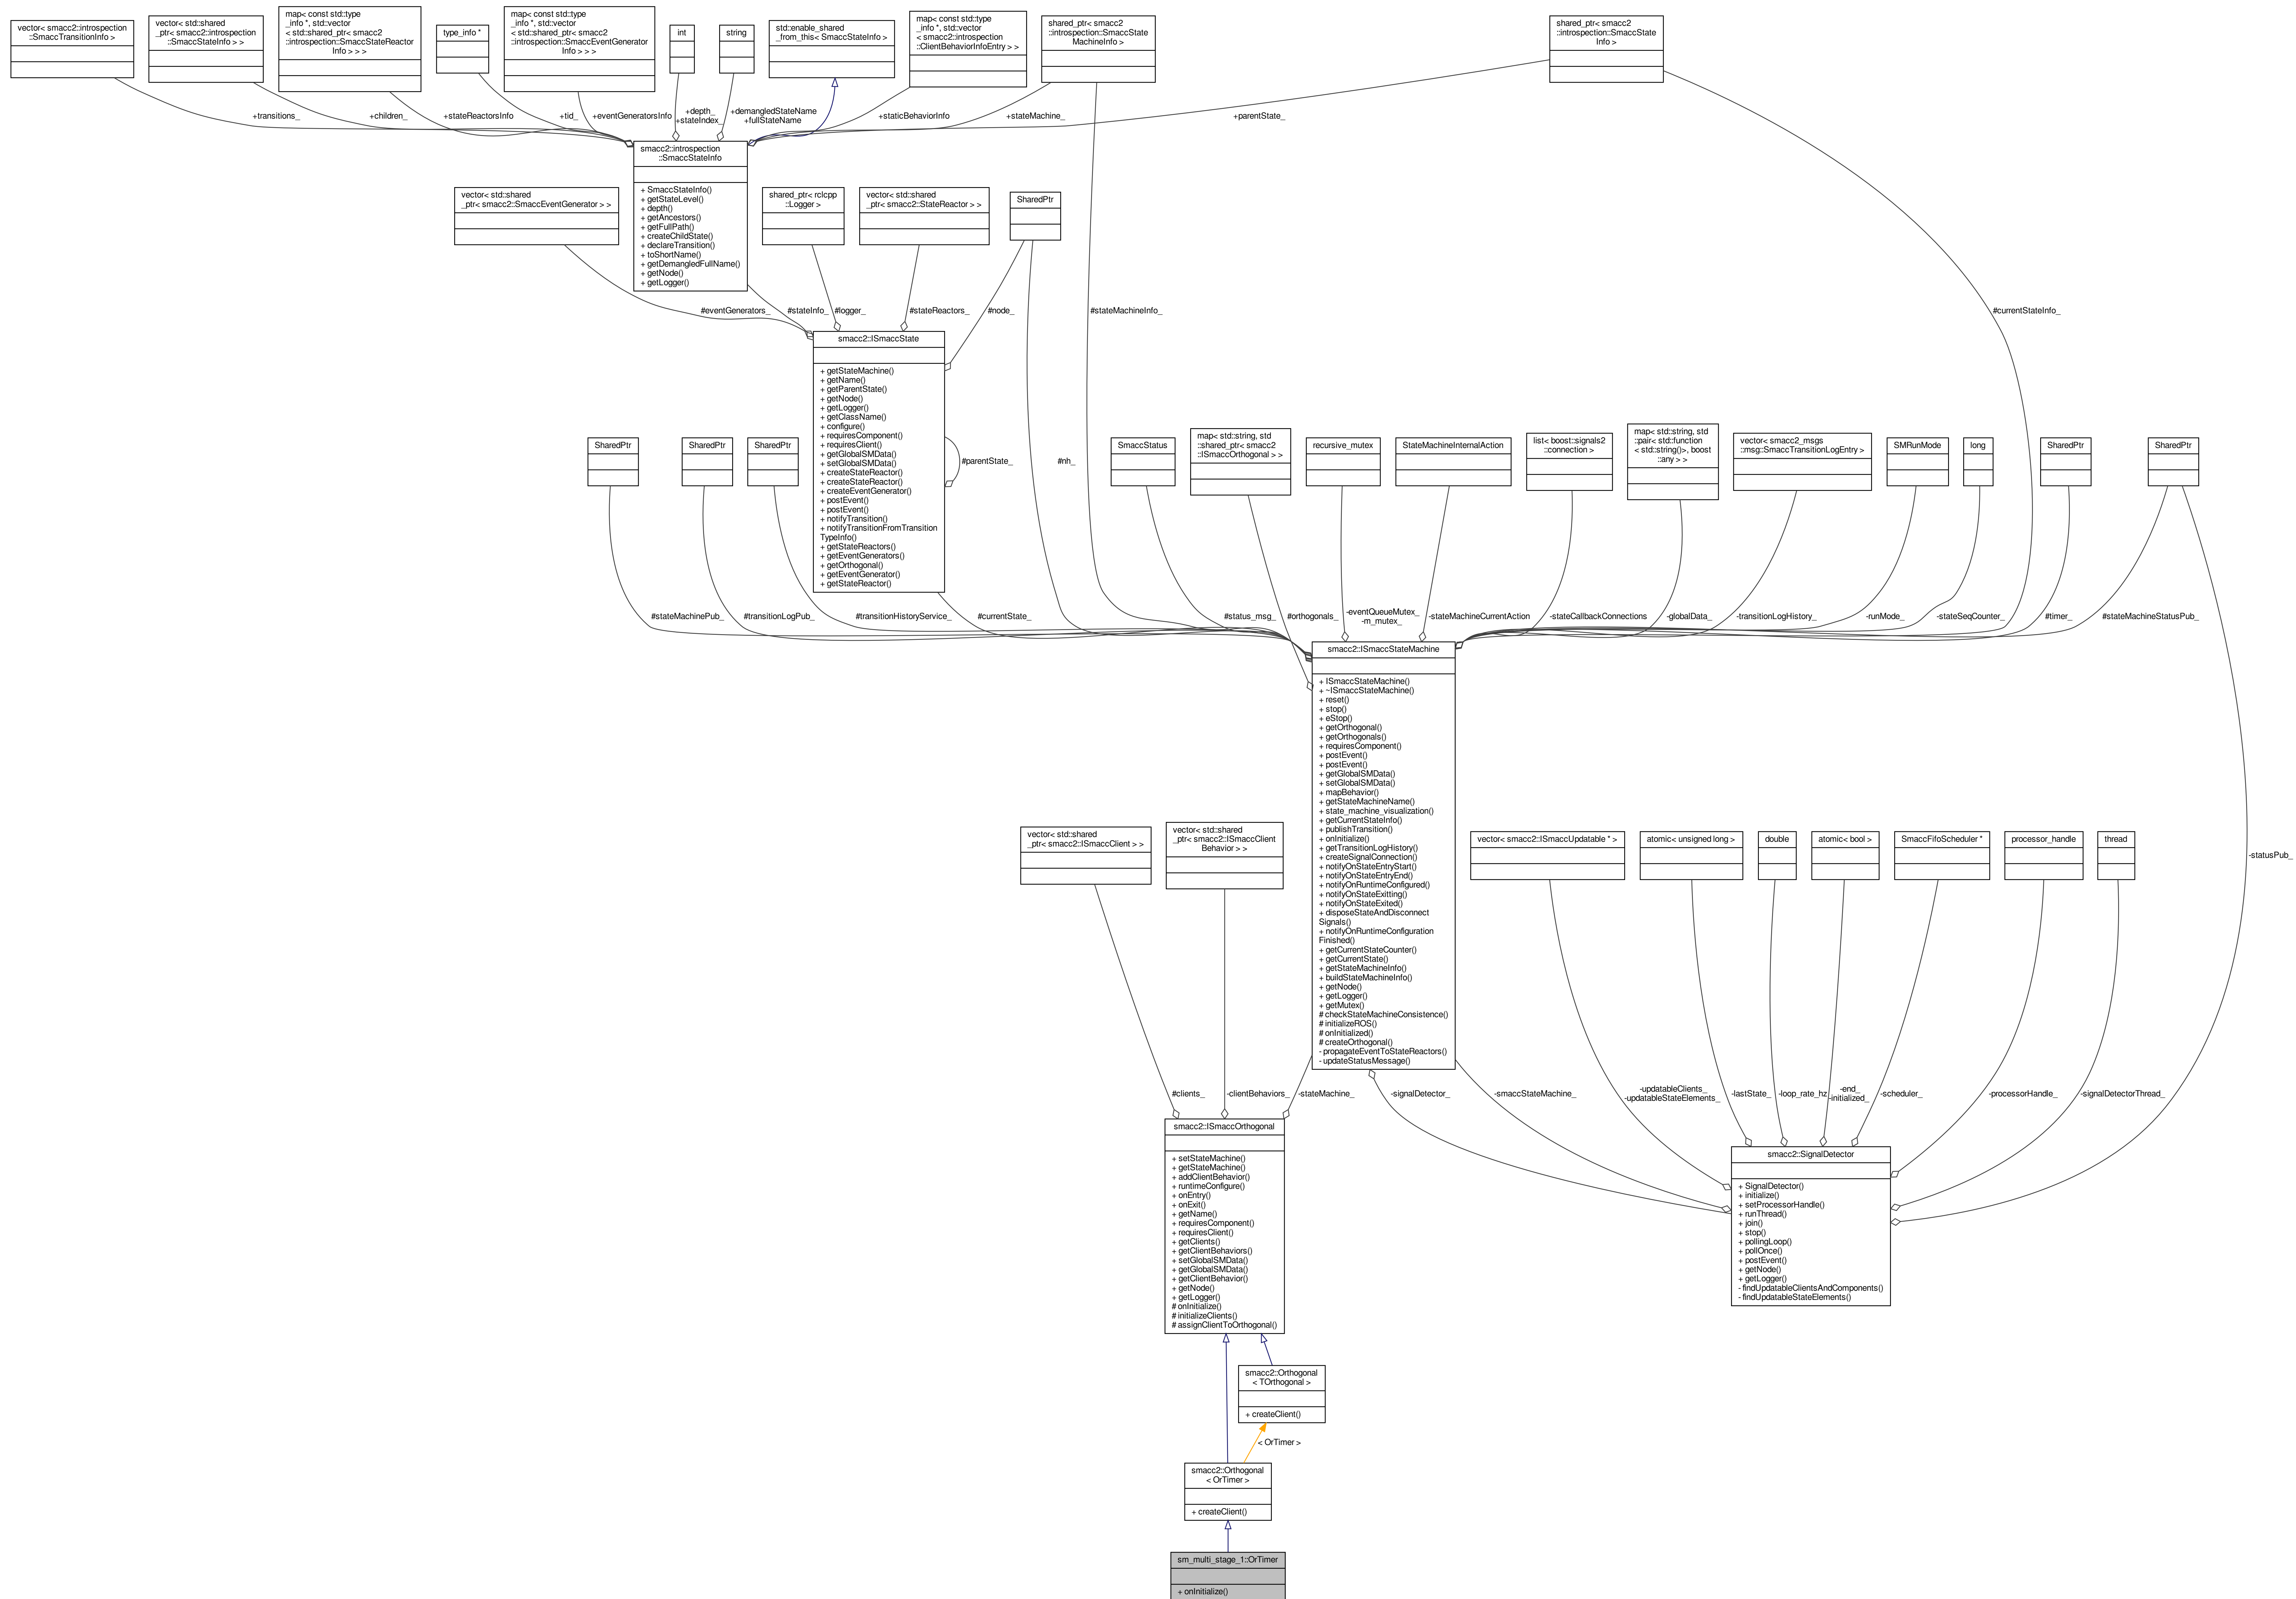 vector< smacc2::introspection
::SmaccTransitionInfo >
vector< std::shared
_ptr< smacc2::introspection
::SmaccStateInfo > >
map< const std::type
_info *, std::vector
< std::shared_ptr< smacc2
::introspection::SmaccStateReactor
Info > > >
type_info *
map< const std::type
_info *, std::vector
< std::shared_ptr< smacc2
::introspection::SmaccEventGenerator
Info > > >
int
string
std::enable_shared
_from_this< SmaccStateInfo >
map< const std::type
_info *, std::vector
< smacc2::introspection
::ClientBehaviorInfoEntry > >
shared_ptr< smacc2
::introspection::SmaccState
MachineInfo >
shared_ptr< smacc2
::introspection::SmaccState
Info >
+transitions_
+children_
+stateReactorsInfo
+tid_
+eventGeneratorsInfo
+depth_
+stateIndex_
+demangledStateName
+fullStateName
+staticBehaviorInfo
+stateMachine_
+parentState_
smacc2::introspection
::SmaccStateInfo
+ SmaccStateInfo()
+ getStateLevel()
+ depth()
+ getAncestors()
+ getFullPath()
+ createChildState()
+ declareTransition()
+ toShortName()
+ getDemangledFullName()
+ getNode()
+ getLogger()
vector< std::shared
_ptr< smacc2::SmaccEventGenerator > >
shared_ptr< rclcpp
::Logger >
vector< std::shared
_ptr< smacc2::StateReactor > >
SharedPtr
#eventGenerators_
#stateInfo_
#logger_
#stateReactors_
#node_
#stateMachineInfo_
#currentStateInfo_
smacc2::ISmaccState
+ getStateMachine()
+ getName()
+ getParentState()
+ getNode()
+ getLogger()
+ getClassName()
+ configure()
+ requiresComponent()
+ requiresClient()
+ getGlobalSMData()
+ setGlobalSMData()
+ createStateReactor()
+ createStateReactor()
+ createEventGenerator()
+ postEvent()
+ postEvent()
+ notifyTransition()
+ notifyTransitionFromTransition
TypeInfo()
+ getStateReactors()
+ getEventGenerators()
+ getOrthogonal()
+ getEventGenerator()
+ getStateReactor()
#parentState_
#nh_
SharedPtr
SharedPtr
SharedPtr
SmaccStatus
map< std::string, std
::shared_ptr< smacc2
::ISmaccOrthogonal > >
recursive_mutex
StateMachineInternalAction
list< boost::signals2
::connection >
map< std::string, std
::pair< std::function
< std::string()>, boost
::any > >
vector< smacc2_msgs
::msg::SmaccTransitionLogEntry >
SMRunMode
long
SharedPtr
SharedPtr
#stateMachinePub_
#transitionLogPub_
#transitionHistoryService_
#currentState_
#status_msg_
#orthogonals_
-eventQueueMutex_
-m_mutex_
-stateMachineCurrentAction
-stateCallbackConnections
-globalData_
-transitionLogHistory_
-runMode_
-stateSeqCounter_
#timer_
#stateMachineStatusPub_
smacc2::ISmaccStateMachine
+ ISmaccStateMachine()
+ ~ISmaccStateMachine()
+ reset()
+ stop()
+ eStop()
+ getOrthogonal()
+ getOrthogonals()
+ requiresComponent()
+ postEvent()
+ postEvent()
+ getGlobalSMData()
+ setGlobalSMData()
+ mapBehavior()
+ getStateMachineName()
+ state_machine_visualization()
+ getCurrentStateInfo()
+ publishTransition()
+ onInitialize()
+ getTransitionLogHistory()
+ createSignalConnection()
+ notifyOnStateEntryStart()
+ notifyOnStateEntryEnd()
+ notifyOnRuntimeConfigured()
+ notifyOnStateExitting()
+ notifyOnStateExited()
+ disposeStateAndDisconnect
Signals()
+ notifyOnRuntimeConfiguration
Finished()
+ getCurrentStateCounter()
+ getCurrentState()
+ getStateMachineInfo()
+ buildStateMachineInfo()
+ getNode()
+ getLogger()
+ getMutex()
# checkStateMachineConsistence()
# initializeROS()
# onInitialized()
# createOrthogonal()
- propagateEventToStateReactors()
- updateStatusMessage()
vector< std::shared
_ptr< smacc2::ISmaccClient > >
vector< std::shared
_ptr< smacc2::ISmaccClient
Behavior > >
vector< smacc2::ISmaccUpdatable * >
atomic< unsigned long >
double
atomic< bool >
SmaccFifoScheduler *
processor_handle
thread
-statusPub_
#clients_
-clientBehaviors_
-stateMachine_
-signalDetector_
-smaccStateMachine_
-updatableClients_
-updatableStateElements_
-lastState_
-loop_rate_hz
-end_
-initialized_
-scheduler_
-processorHandle_
-signalDetectorThread_
smacc2::ISmaccOrthogonal
+ setStateMachine()
+ getStateMachine()
+ addClientBehavior()
+ runtimeConfigure()
+ onEntry()
+ onExit()
+ getName()
+ requiresComponent()
+ requiresClient()
+ getClients()
+ getClientBehaviors()
+ setGlobalSMData()
+ getGlobalSMData()
+ getClientBehavior()
+ getNode()
+ getLogger()
# onInitialize()
# initializeClients()
# assignClientToOrthogonal()
smacc2::SignalDetector
+ SignalDetector()
+ initialize()
+ setProcessorHandle()
+ runThread()
+ join()
+ stop()
+ pollingLoop()
+ pollOnce()
+ postEvent()
+ getNode()
+ getLogger()
- findUpdatableClientsAndComponents()
- findUpdatableStateElements()
smacc2::Orthogonal
< TOrthogonal >
+ createClient()
< OrTimer >
smacc2::Orthogonal
< OrTimer >
+ createClient()
sm_multi_stage_1::OrTimer
+ onInitialize()